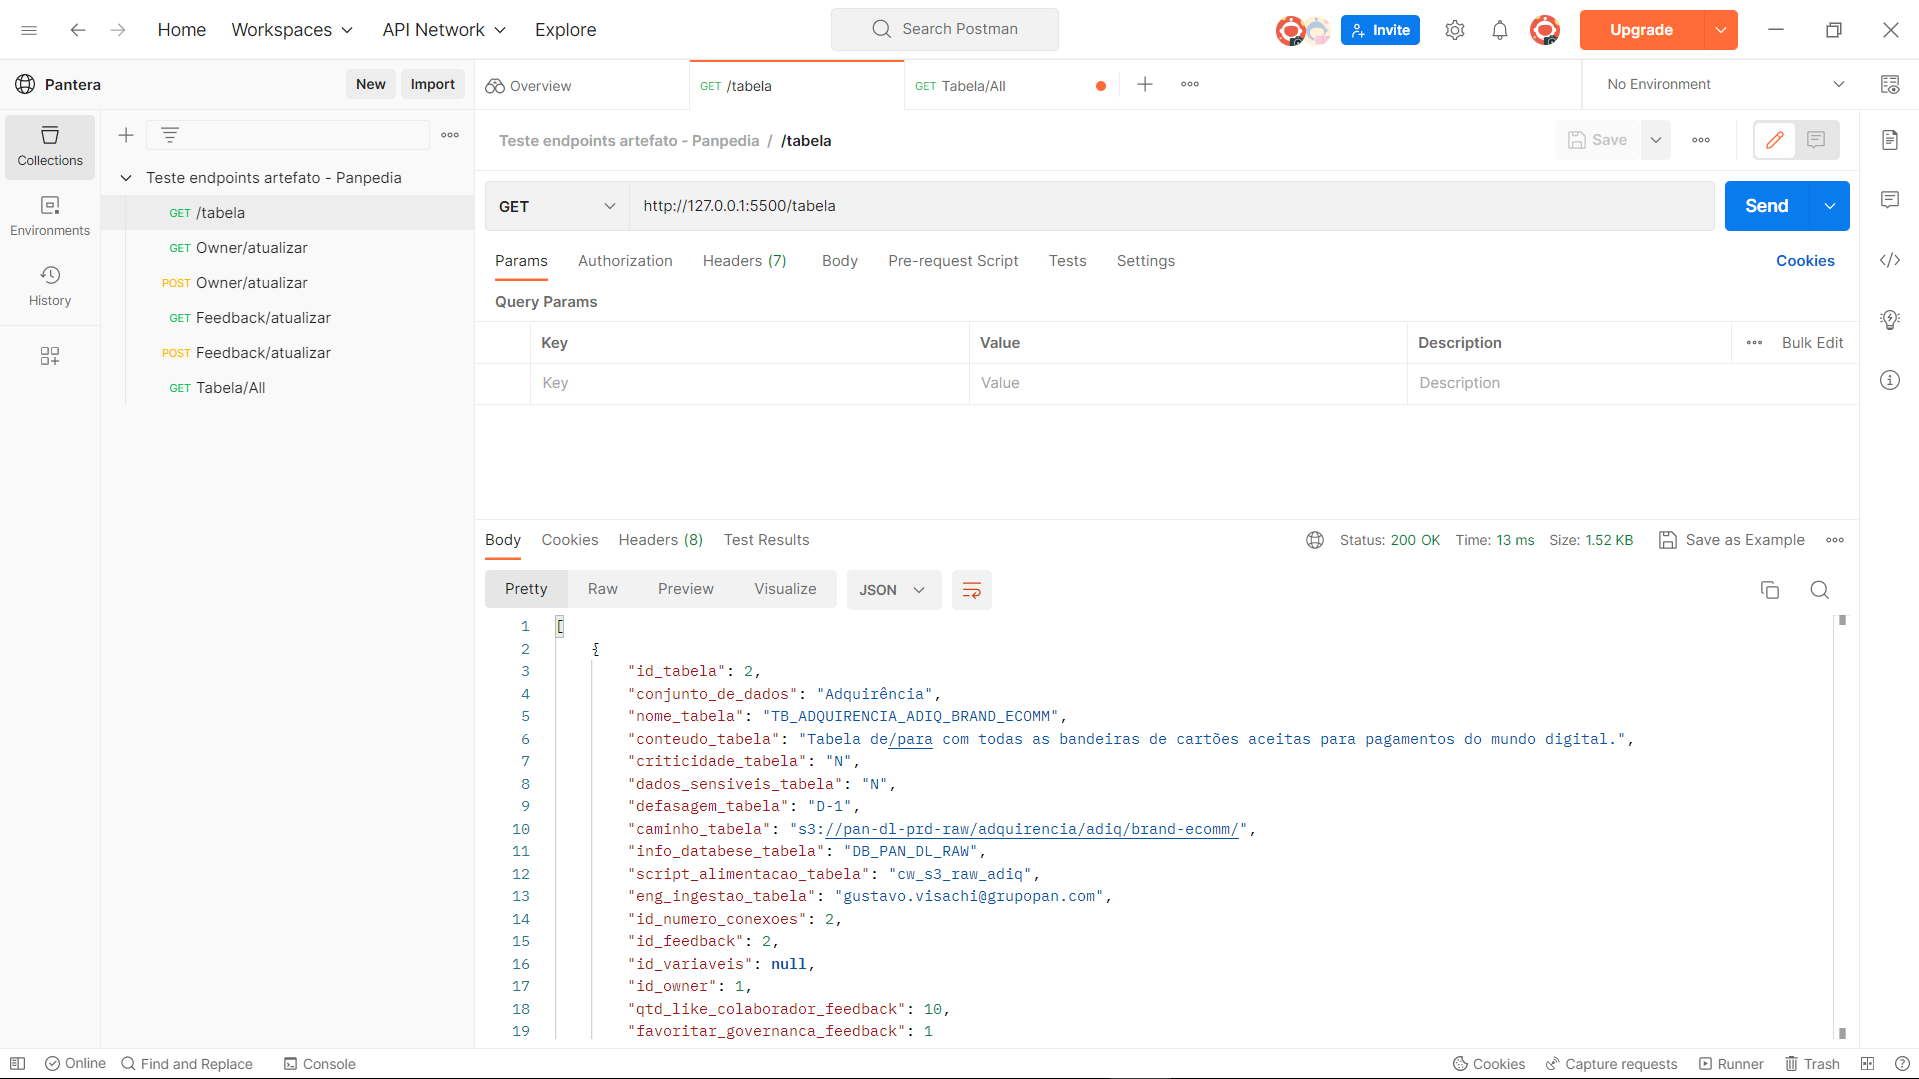 Home Workspaces API Network Explore Search Postman Invite Upgrade
Pantera New Import Overview GET /tabela GET Tabela/All No Environment
Collections
Environments
History
Teste endpoints artefato - Panpedia
GET /tabela
GET Owner/atualizar
POST Owner/atualizar
GET Feedback/atualizar
POST Feedback/atualizar
GET Tabela/All
Teste endpoints artefato - Panpedia / /tabela Save
GET http://127.0.0.1:5500/tabela Send
Params Authorization Headers (7) Body Pre-request Script Tests Settings Cookies
Query Params
Key Value Description Bulk Edit
Key Value Description
Body Cookies Headers (8) Test Results Status: 200 OK Time: 13 ms Size: 1.52 KB Save as Example
Pretty Raw Preview Visualize JSON
1 [
2 {
3 "id_tabela": 2,
4 "conjunto_de_dados": "Adquirência",
5 "nome_tabela": "TB_ADQUIRENCIA_ADIQ_BRAND_ECOMM",
6 "conteudo_tabela": "Tabela de/para com todas as bandeiras de cartões aceitas para pagamentos do mundo digital.",
7 "criticidade_tabela": "N",
8 "dados_sensiveis_tabela": "N",
9 "defasagem_tabela": "D-1",
10 "caminho_tabela": "s3://pan-dl-prd-raw/adquirencia/adiq/brand-ecomm/",
11 "info_databese_tabela": "DB_PAN_DL_RAW",
12 "script_alimentacao_tabela": "cw_s3_raw_adiq",
13 "eng_ingestao_tabela": "gustavo.visachi@grupopan.com",
14 "id_numero_conexoes": 2,
15 "id_feedback": 2,
16 "id_variaveis": null,
17 "id_owner": 1,
18 "qtd_like_colaborador_feedback": 10,
19 "favoritar_governanca_feedback": 1
Online Find and Replace Console Cookies Capture requests Runner Trash